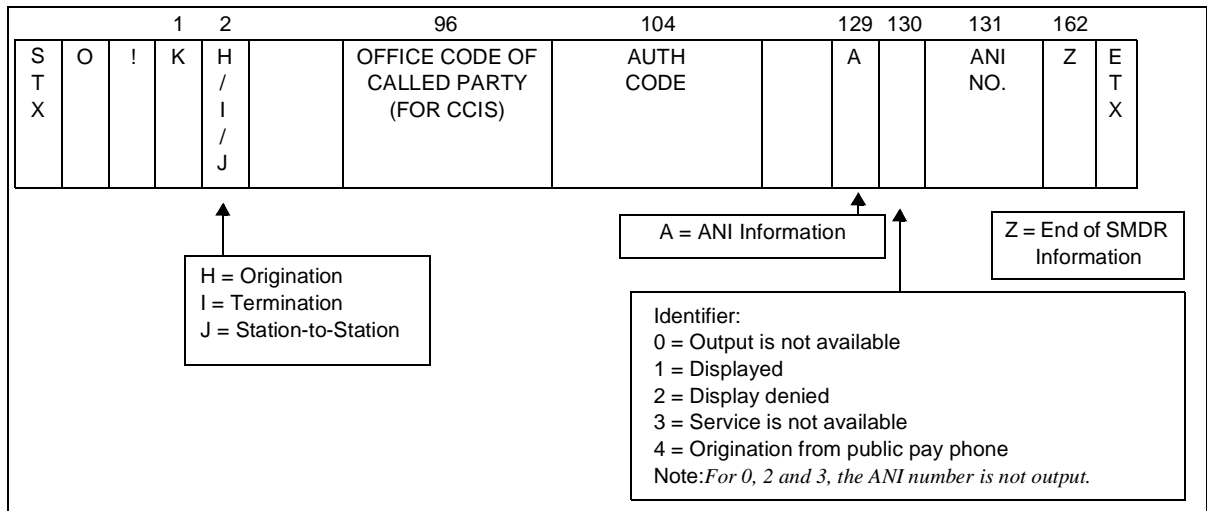 1 2 96 104 129 130 131 162
S O ! K H OFFICE CODE OF AUTH A ANI Z E
T / CALLED PARTY CODE NO. T
X I (FOR CCIS) X
/
J
A = ANI Information
Z = End of SMDR
Information
H = Origination
I = Termination
J = Station-to-Station
Identifier:
0 = Output is not available
1 = Displayed
2 = Display denied
3 = Service is not available
4 = Origination from public pay phone
Note:For 0, 2 and 3, the ANI number is not output.